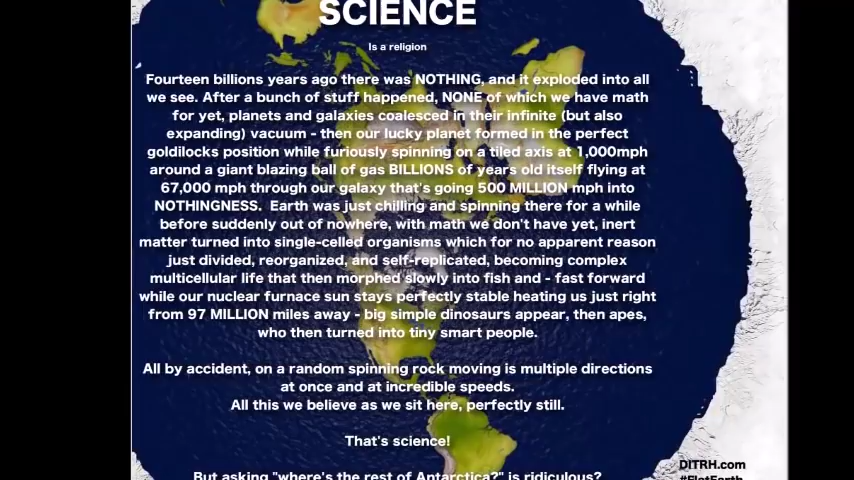 SCIENCE
Is a religion
Fourteen billions years ago there was NOTHING, and it exploded into all
we see. After a bunch of stuff happened, NONE of which we have math
for yet, planets and galaxies coalesced in their infinite (but also
expanding) vacuum - then our lucky planet formed in the perfect
goldilocks position while furiously spinning on a tiled axis at 1,000mph
around a giant blazing ball of gas BILLIONS of years old itself flying at
67,000 mph through our galaxy that's going 500 MILLION mph into
NOTHINGNESS. Earth was just chilling and spinning there for a while
before suddenly out of nowhere, with math we don't have yet, inert
matter turned into single-celled organisms which for no apparent reason
just divided, reorganized, and self-replicated, becoming complex
multicellular life that then morphed slowly into fish and - fast forward
while our nuclear furnace sun stays perfectly stable heating us just right
from 97 MILLION miles away - big simple dinosaurs appear, then apes,
who then turned into tiny smart people.
All by accident, on a random spinning rock moving is multiple directions
at once and at incredible speeds.
All this we believe as we sit here, perfectly still.
That's science!
But asking "where's the rest of Antarctica?" is ridiculous?
DITRH.com
#FlatEarth